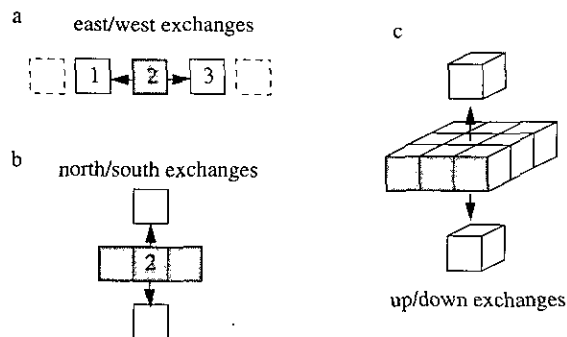 a
east/west exchanges
1 2 3
b
north/south exchanges
2
c
up/down exchanges